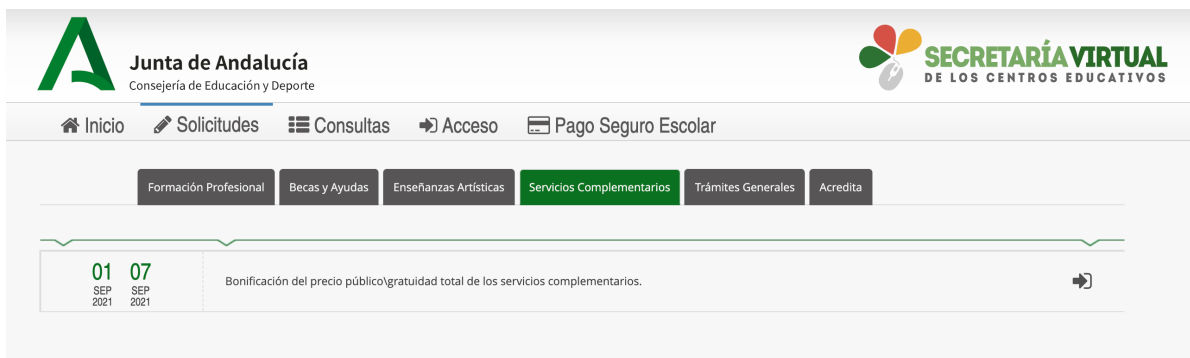 Junta de Andalucía
Consejería de Educación y Deporte
SECRETARÍA VIRTUAL
DE LOS CENTROS EDUCATIVOS
Inicio Solicitudes Consultas Acceso Pago Seguro Escolar
Formación Profesional Becas y Ayudas Enseñanzas Artísticas Servicios Complementarios Trámites Generales Acredita
01 07
SEP SEP
2021 2021
Bonificación del precio público\gratuidad total de los servicios complementarios.